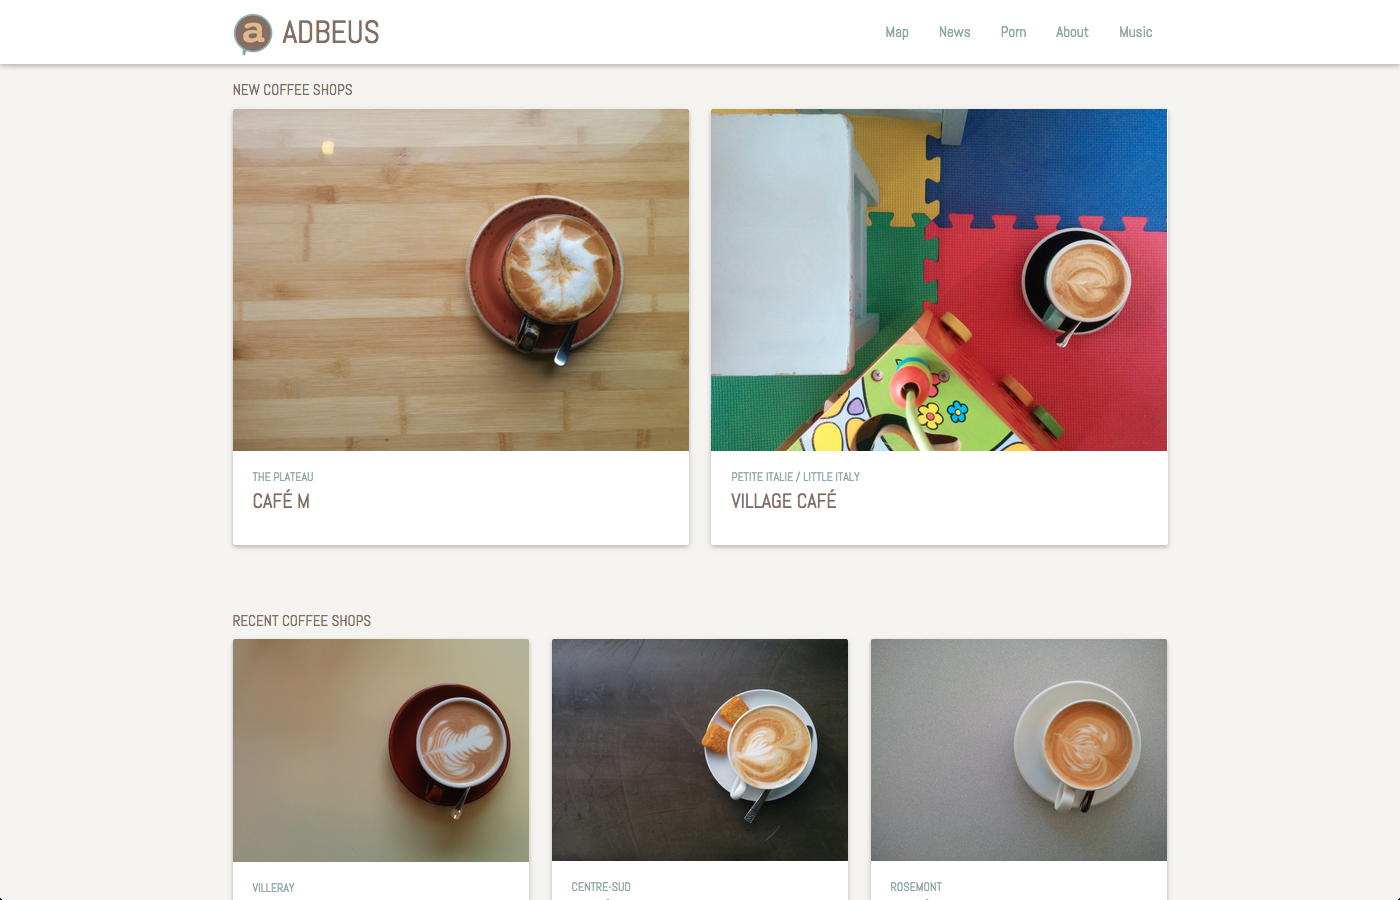 a ADBEUS
Map News Porn About Music
NEW COFFEE SHOPS
THE PLATEAU
CAFÉ M
PETITE ITALIE / LITTLE ITALY
VILLAGE CAFÉ
RECENT COFFEE SHOPS
VILLERAY
CENTRE-SUD
ROSEMONT